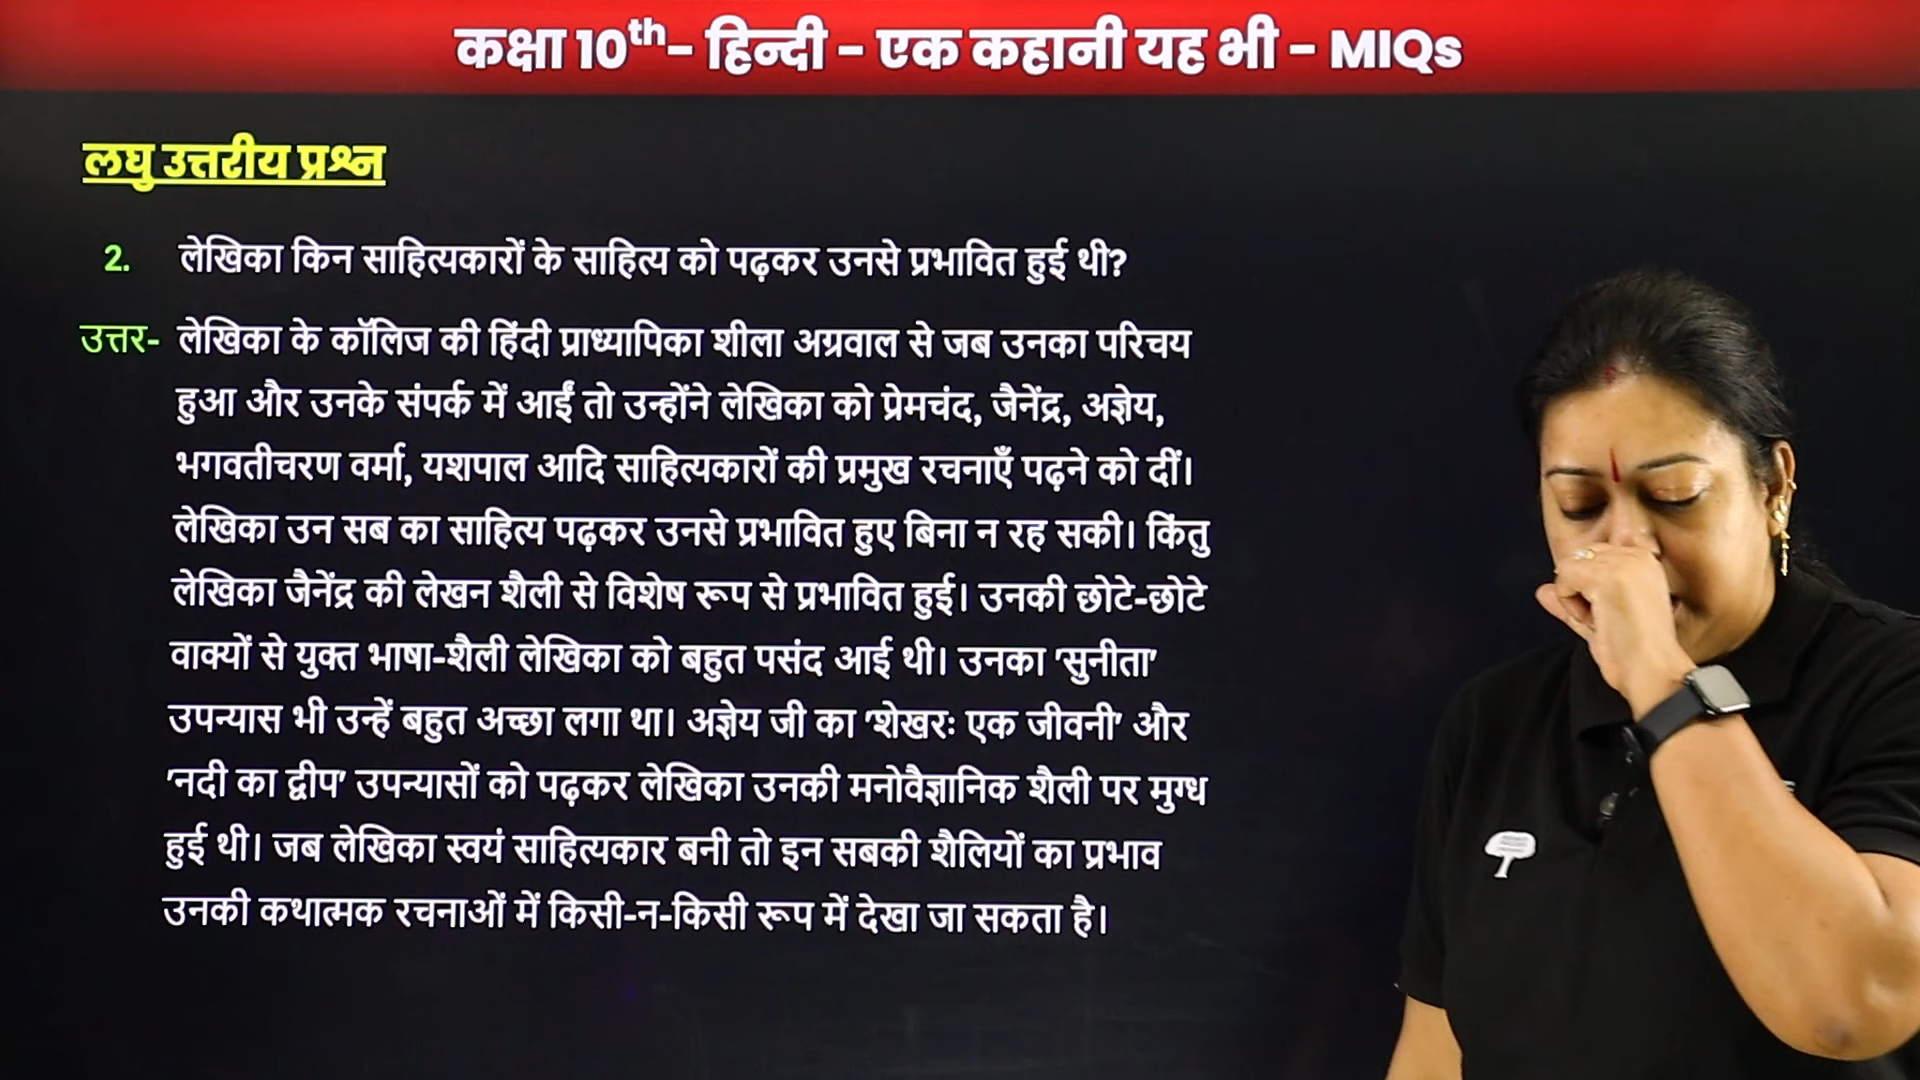 कक्षा 10th- हिन्दी - एक कहानी यह भी - MIQs
लघु उत्तरीय प्रश्न
2. लेखिका किन साहित्यकारों के साहित्य को पढ़कर उनसे प्रभावित हुई थी?
उत्तर- लेखिका के कॉलिज की हिंदी प्राध्यापिका शीला अग्रवाल से जब उनका परिचय
हुआ और उनके संपर्क में आईं तो उन्होंने लेखिका को प्रेमचंद, जैनेंद्र, अज्ञेय,
भगवतीचरण वर्मा, यशपाल आदि साहित्यकारों की प्रमुख रचनाएँ पढ़ने को दीं।
लेखिका उन सब का साहित्य पढ़कर उनसे प्रभावित हुए बिना न रह सकी। किंतु
लेखिका जैनेंद्र की लेखन शैली से विशेष रूप से प्रभावित हुई। उनकी छोटे-छोटे
वाक्यों से युक्त भाषा-शैली लेखिका को बहुत पसंद आई थी। उनका 'सुनीता'
उपन्यास भी उन्हें बहुत अच्छा लगा था। अज्ञेय जी का 'शेखरः एक जीवनी' और
'नदी का द्वीप' उपन्यासों को पढ़कर लेखिका उनकी मनोवैज्ञानिक शैली पर मुग्ध
हुई थी। जब लेखिका स्वयं साहित्यकार बनी तो इन सबकी शैलियों का प्रभाव
उनकी कथात्मक रचनाओं में किसी-न-किसी रूप में देखा जा सकता है।